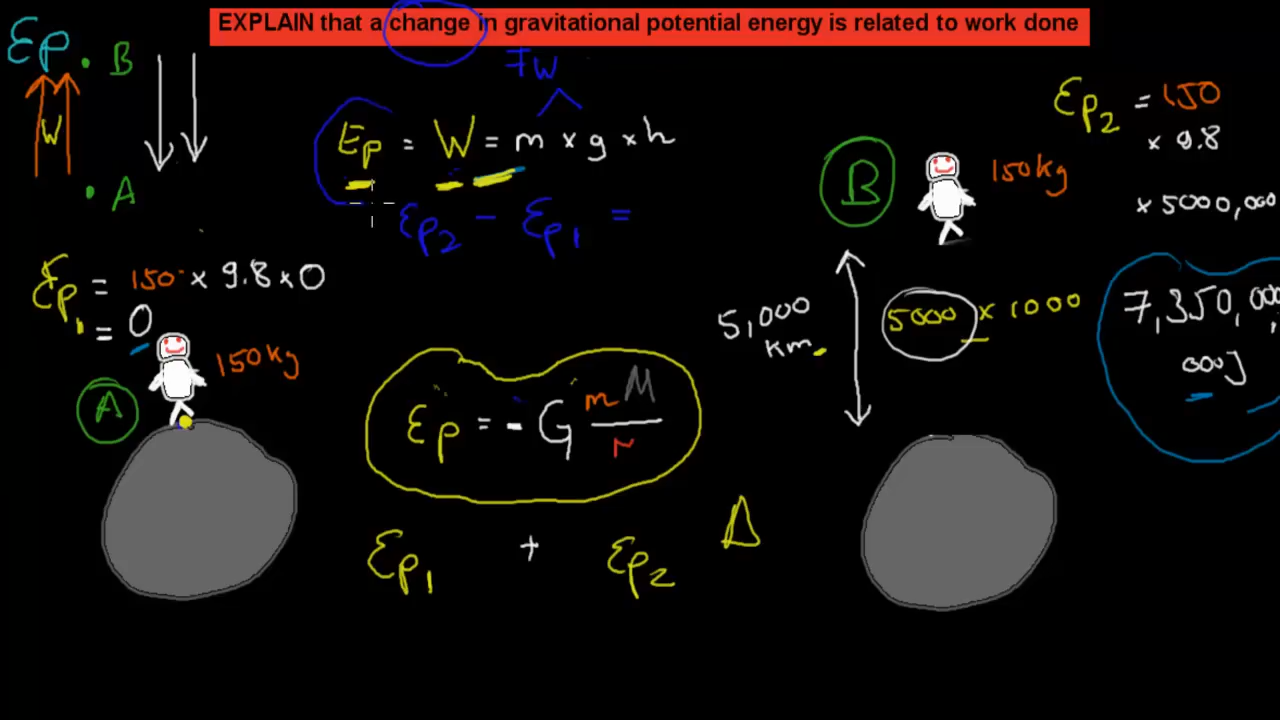 EXPLAIN that a change in gravitational potential energy is related to work done
Ep
B
W
A
Ep = W = m × g × h
Ep2 - Ep1 =
Ep1 = 150 × 9.8 × 0
= 0
150kg
A
Ep = - G mM
r
Ep1 + Ep2 Δ
Ep2 = 150
× 9.8
× 5000,000
B
150kg
5,000
km
5000 × 1000
7,350,000
000J